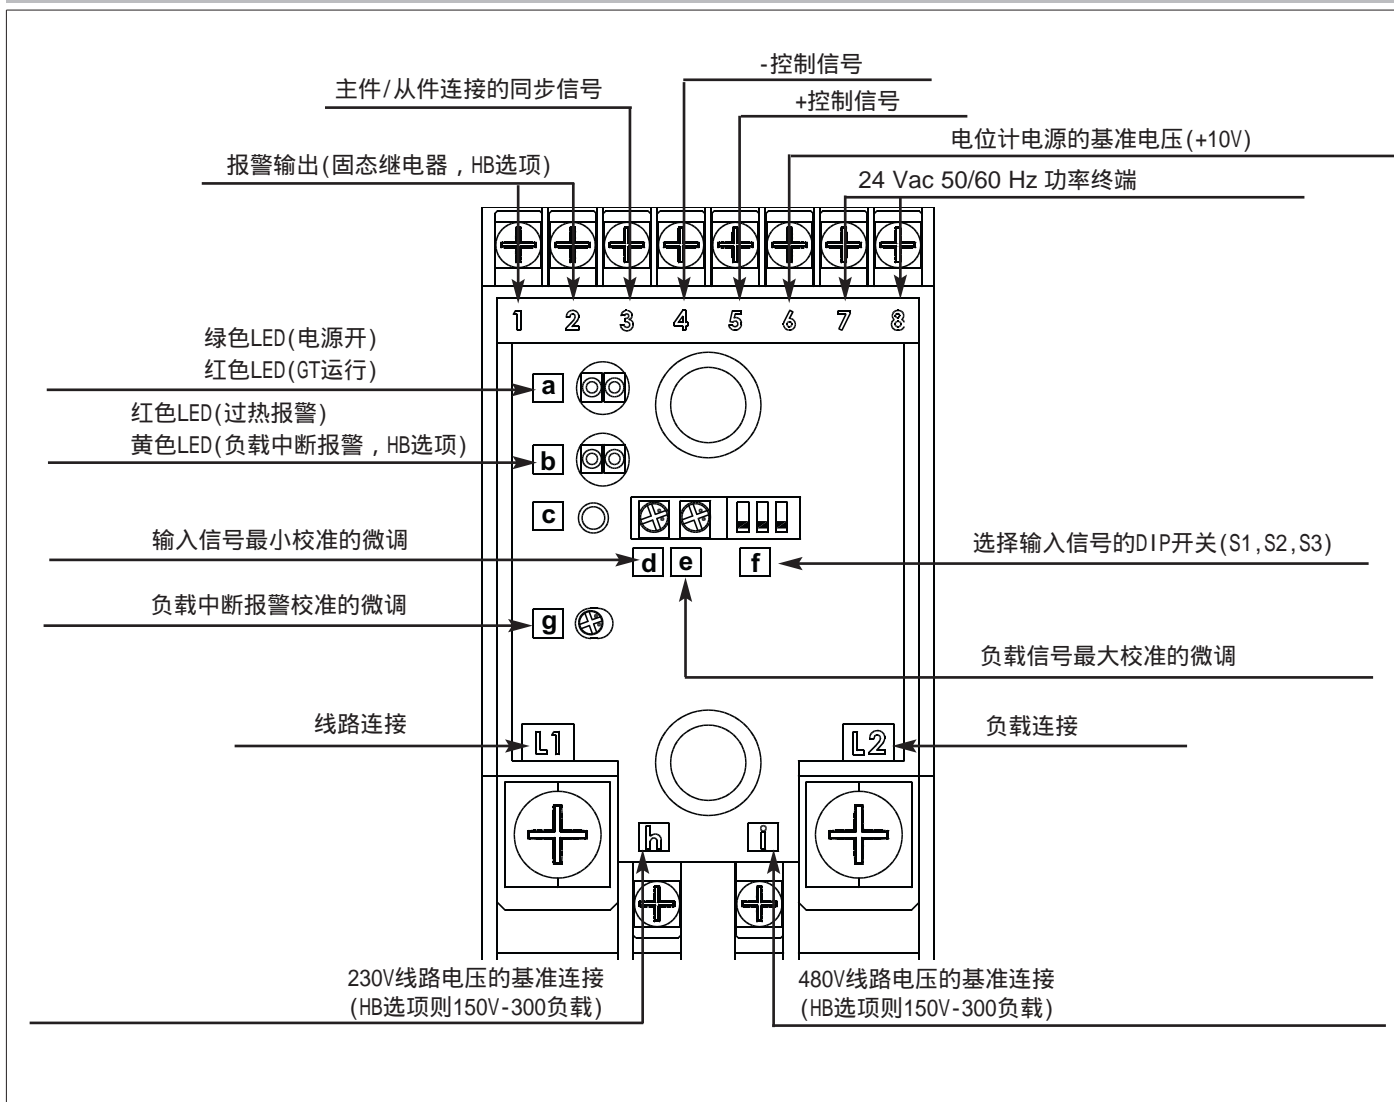 -控制信号
主件/从件连接的同步信号
+控制信号
电位计电源的基准电压(+10V)
报警输出(固态继电器，HB选项)
24 Vac 50/60 Hz 功率终端
1 2 3 4 5 6 7 8
绿色LED(电源开)
红色LED(GT运行)
a
红色LED(过热报警)
黄色LED(负载中断报警，HB选项)
b
c
输入信号最小校准的微调
d e f
选择输入信号的DIP开关(S1,S2,S3)
负载中断报警校准的微调
g
负载信号最大校准的微调
线路连接
L1
L2
负载连接
h
i
230V线路电压的基准连接
(HB选项则150V-300负载)
480V线路电压的基准连接
(HB选项则150V-300负载)